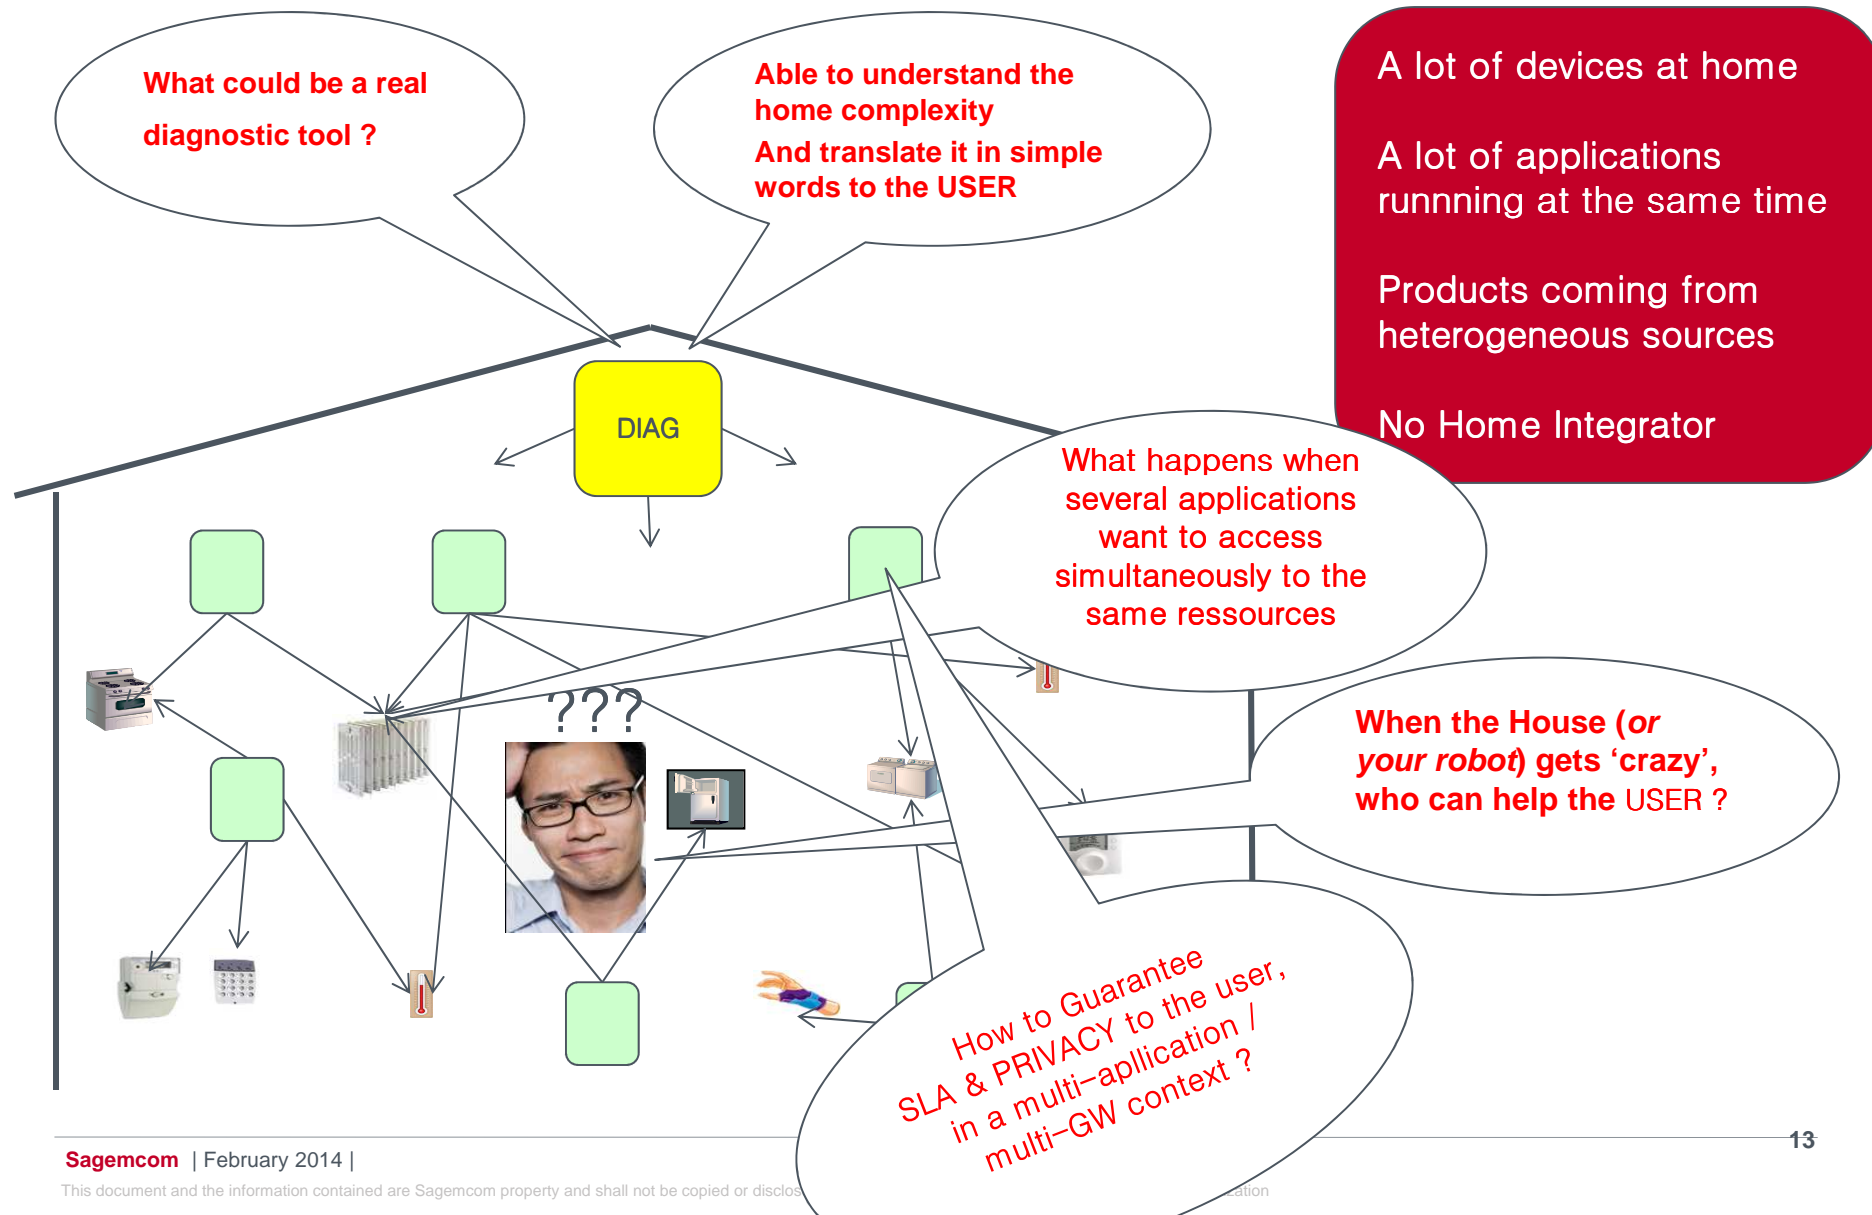 What could be a real
diagnostic tool ?
Able to understand the
home complexity
And translate it in simple
words to the USER
A lot of devices at home
A lot of applications
runnning at the same time
Products coming from
heterogeneous sources
No Home Integrator
DIAG
What happens when
several applications
want to access
simultaneously to the
same ressources
???
When the House (or
your robot) gets ‘crazy’,
who can help the USER ?
How to Guarantee
SLA & PRIVACY to the user,
in a multi-apllication /
multi-GW context ?
13
Sagemcom | February 2014 |
This document and the information contained are Sagemcom property and shall not be copied or